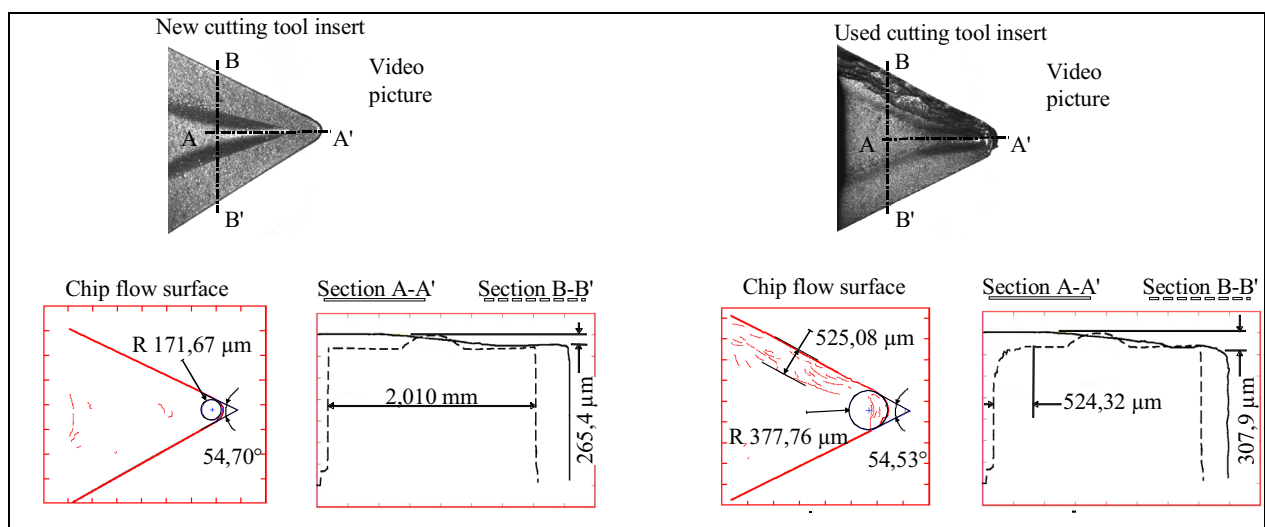 New cutting tool insert
B
Video
picture
A
A'
B'
Used cutting tool insert
B
Video
picture
A
A'
B'
Chip flow surface
R 171,67 µm
54,70°
Section A-A'
Section B-B'
2,010 mm
265,4 µm
Chip flow surface
525,08 µm
R 377,76 µm
54,53°
Section A-A'
Section B-B'
524,32 µm
307,9 µm